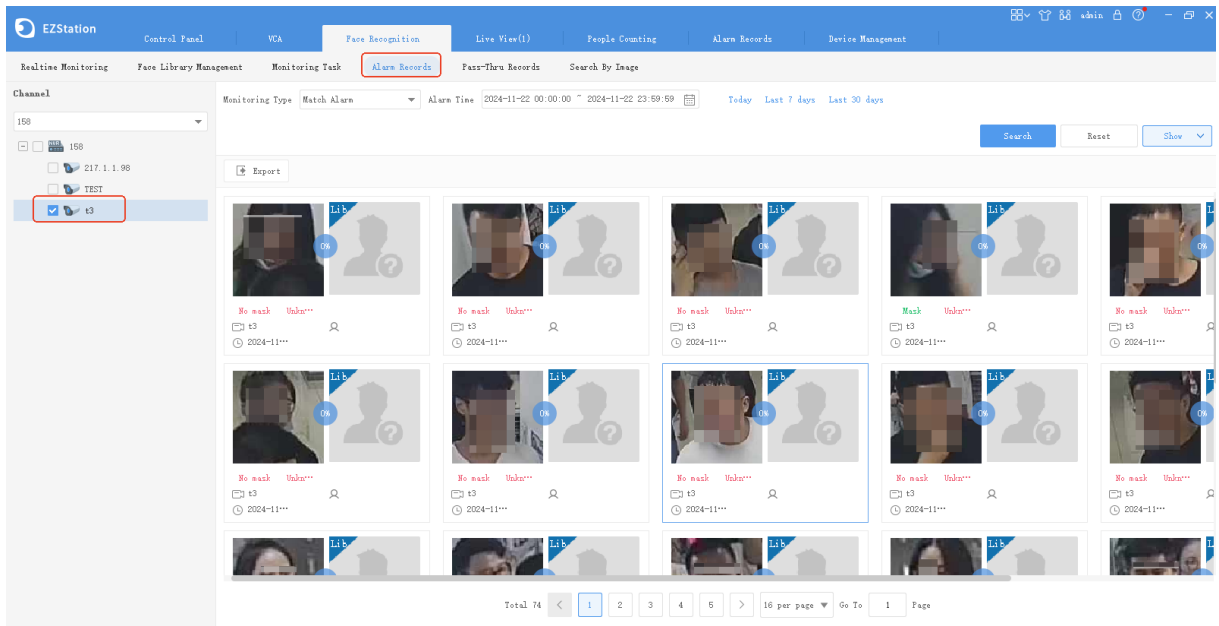 EZStation
admin
Control Panel VCA Face Recognition Live View(1) People Counting Alarm Records Device Management
Realtime Monitoring Face Library Management Monitoring Task Alarm Records Pass-Thru Records Search By Image
Channel
158
158
217.1.1.98
TEST
t3
Monitoring Type Match Alarm Alarm Time 2024-11-22 00:00:00 ~ 2024-11-22 23:59:59 Today Last 7 days Last 30 days
Search Reset Show
Export
Lib Lib Lib Lib L
0% 0% 0% 0% 0%
No mask Unkn··· No mask Unkn··· No mask Unkn··· Mask Unkn··· No mask Unkn···
t3 t3 t3 t3 t3
2024-11··· 2024-11··· 2024-11··· 2024-11··· 2024-11···
Lib Lib Lib Lib L
0% 0% 0% 0% 0%
No mask Unkn··· No mask Unkn··· No mask Unkn··· No mask Unkn··· No mask Unkn···
t3 t3 t3 t3 t3
2024-11··· 2024-11··· 2024-11··· 2024-11··· 2024-11···
Lib Lib Lib Lib L
Total 74 < 1 2 3 4 5 > 16 per page Go To 1 Page